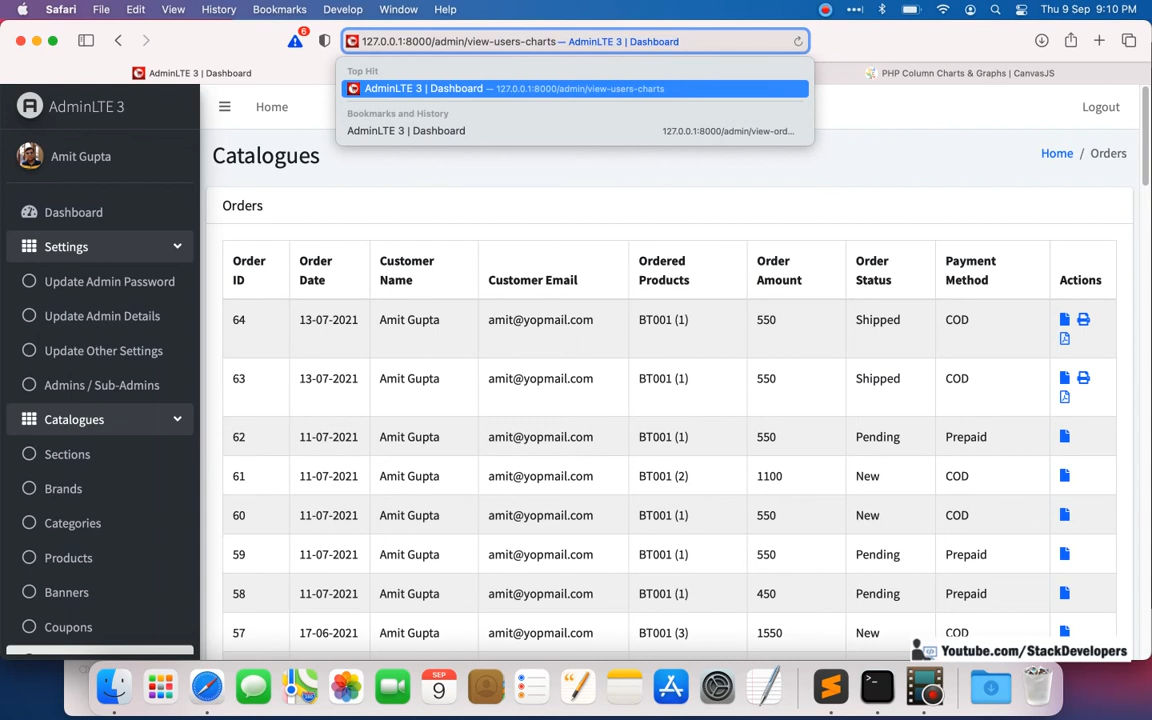 Safari File Edit View History Bookmarks Develop Window Help Thu 9 Sep 9:10 PM
6 127.0.0.1:8000/admin/view-users-charts — AdminLTE 3 | Dashboard
AdminLTE 3 | Dashboard
PHP Column Charts & Graphs | CanvasJS
Top Hit
AdminLTE 3 | Dashboard — 127.0.0.1:8000/admin/view-users-charts
Bookmarks and History
AdminLTE 3 | Dashboard 127.0.0.1:8000/admin/view-ord...
AdminLTE 3
Home
Logout
Amit Gupta
Catalogues
Home / Orders
Dashboard
Settings
Update Admin Password
Update Admin Details
Update Other Settings
Admins / Sub-Admins
Catalogues
Sections
Brands
Categories
Products
Banners
Coupons
Orders
Order ID Order Date Customer Name Customer Email Ordered Products Order Amount Order Status Payment Method Actions
64 13-07-2021 Amit Gupta amit@yopmail.com BT001 (1) 550 Shipped COD
63 13-07-2021 Amit Gupta amit@yopmail.com BT001 (1) 550 Shipped COD
62 11-07-2021 Amit Gupta amit@yopmail.com BT001 (1) 550 Pending Prepaid
61 11-07-2021 Amit Gupta amit@yopmail.com BT001 (2) 1100 New COD
60 11-07-2021 Amit Gupta amit@yopmail.com BT001 (1) 550 New COD
59 11-07-2021 Amit Gupta amit@yopmail.com BT001 (1) 550 Pending Prepaid
58 11-07-2021 Amit Gupta amit@yopmail.com BT001 (1) 450 Pending Prepaid
57 17-06-2021 Amit Gupta amit@yopmail.com BT001 (3) 1550 New COD
Youtube.com/StackDevelopers
SEP
9